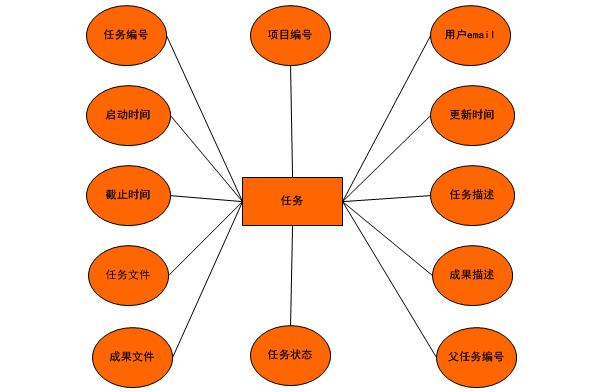 任务编号
项目编号
用户email
启动时间
更新时间
截止时间
任务
任务描述
任务文件
成果描述
成果文件
任务状态
父任务编号